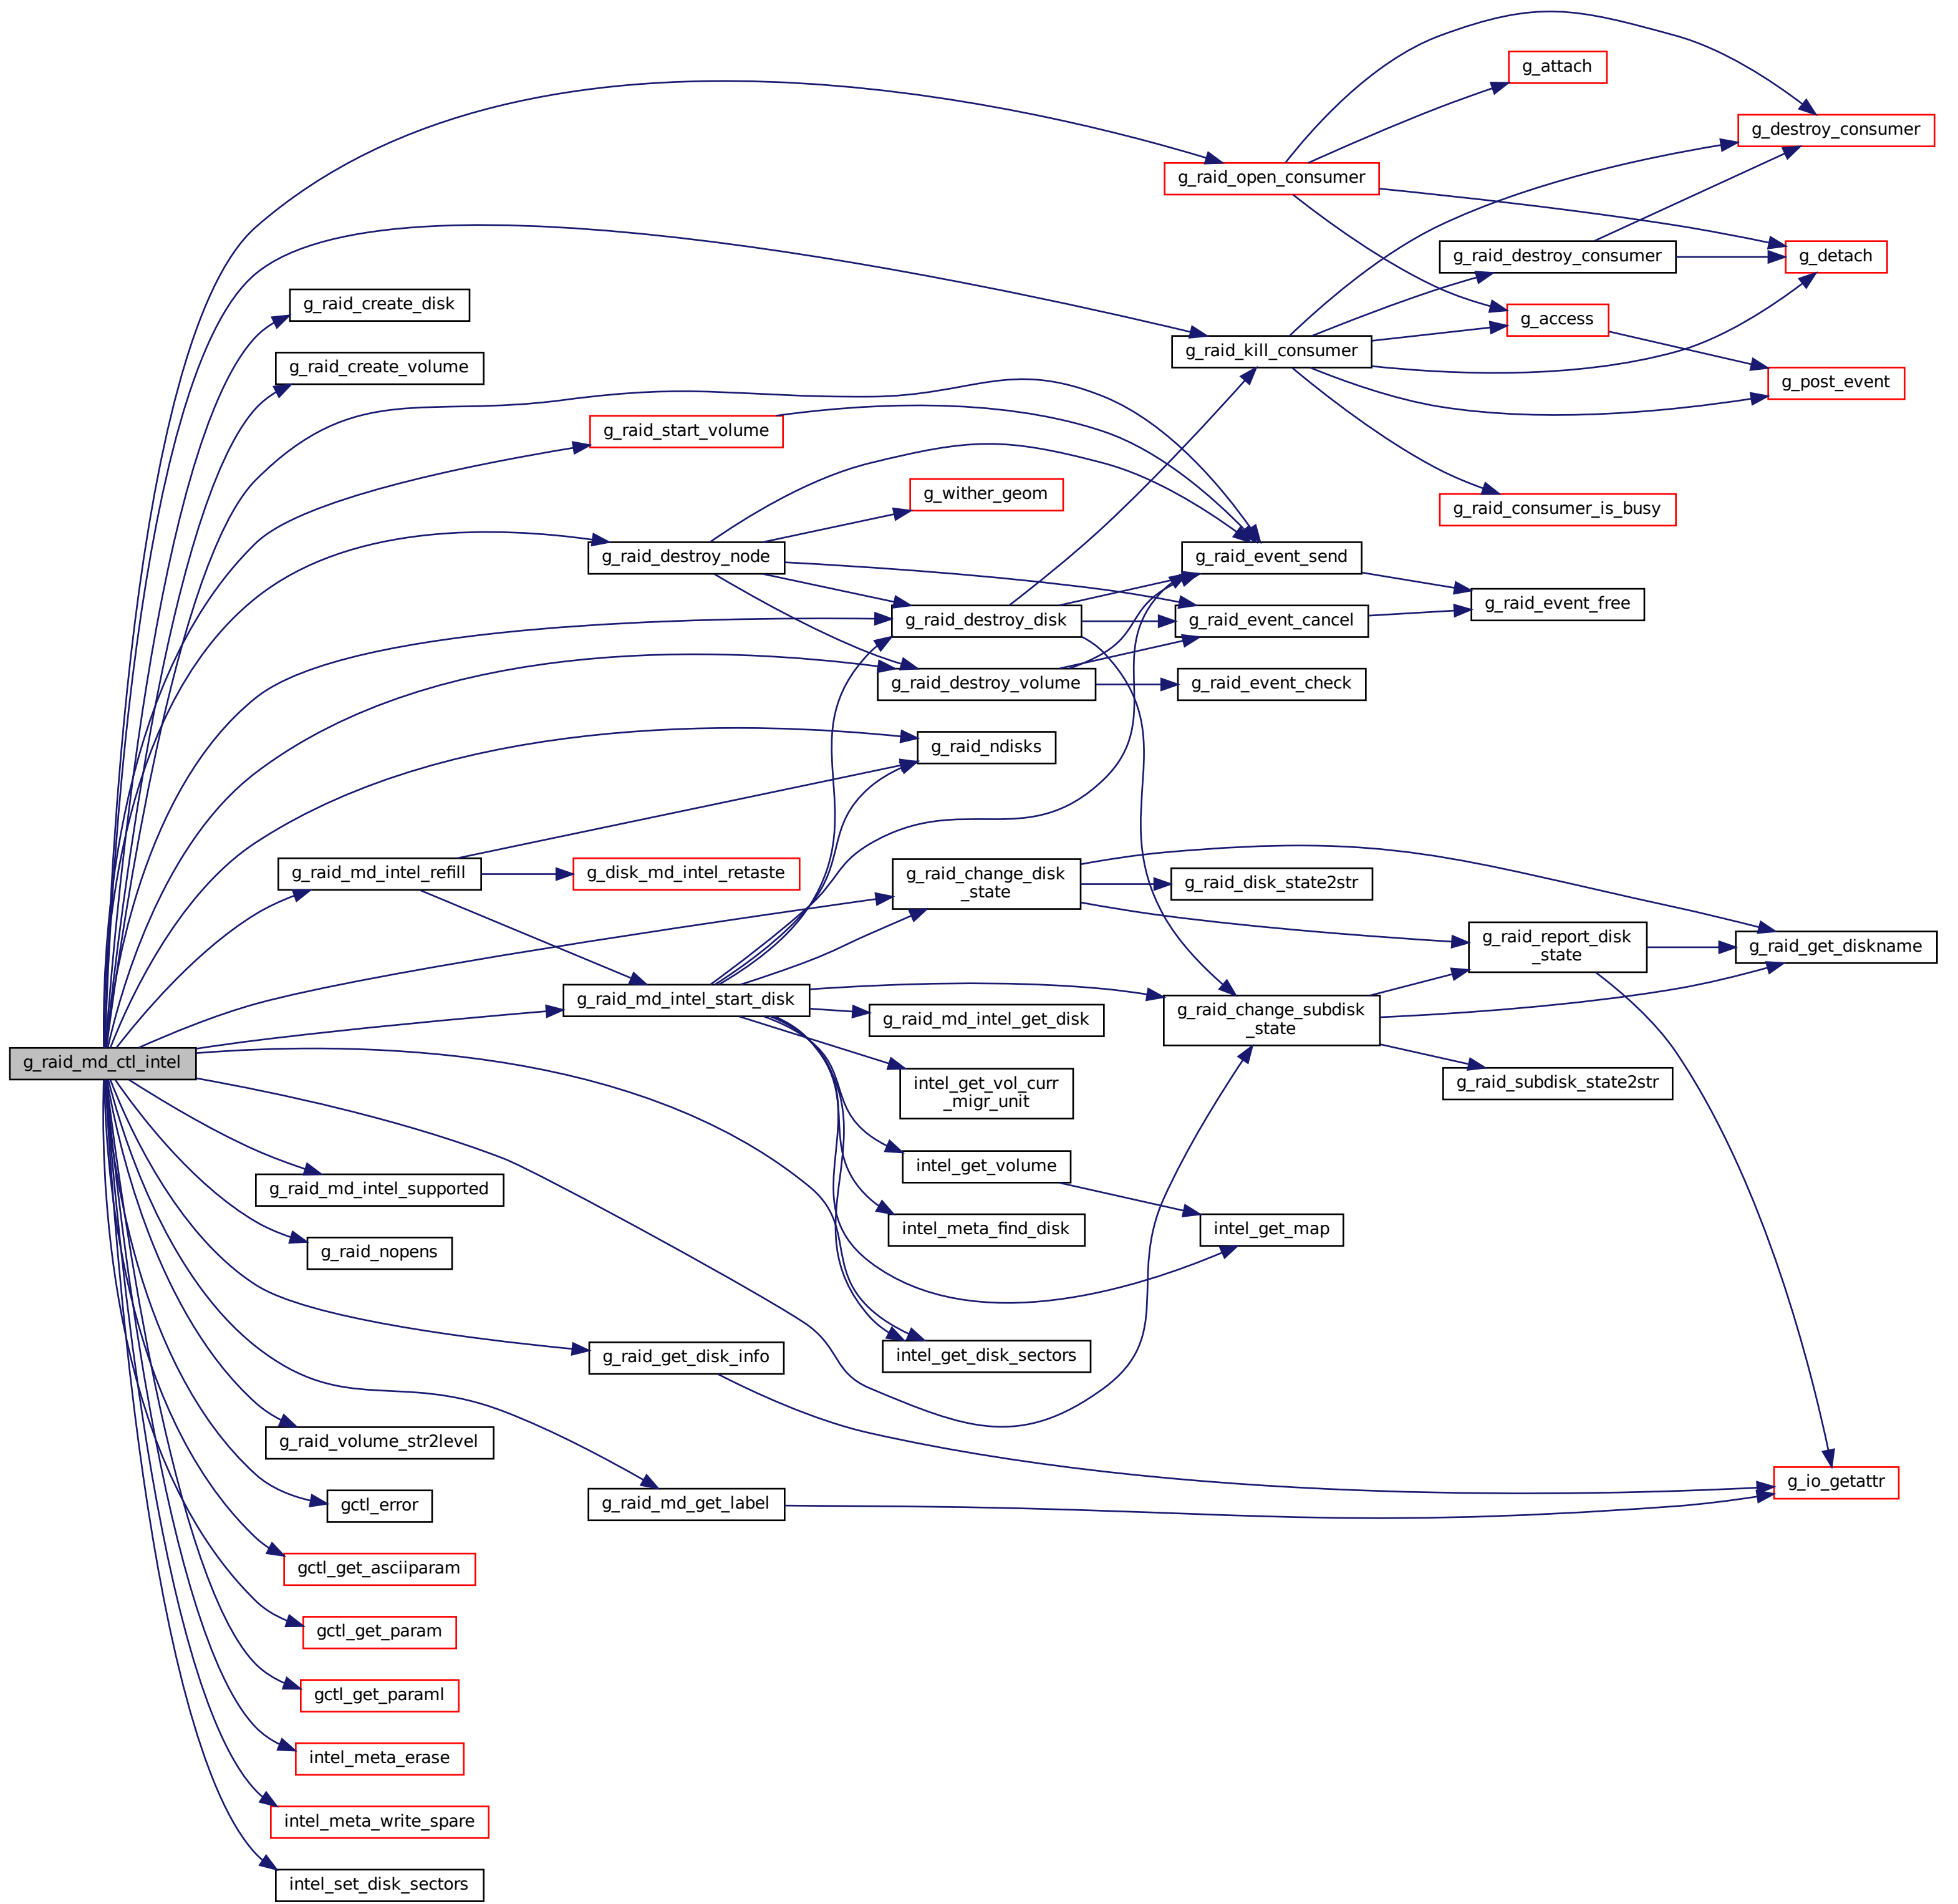 g_attach
g_destroy_consumer
g_raid_open_consumer
g_raid_destroy_consumer
g_detach
g_raid_create_disk
g_access
g_raid_kill_consumer
g_raid_create_volume
g_post_event
g_raid_start_volume
g_wither_geom
g_raid_consumer_is_busy
g_raid_destroy_node
g_raid_event_send
g_raid_event_free
g_raid_destroy_disk
g_raid_event_cancel
g_raid_destroy_volume
g_raid_event_check
g_raid_ndisks
g_raid_md_intel_refill
g_disk_md_intel_retaste
g_raid_change_disk
_state
g_raid_disk_state2str
g_raid_report_disk
_state
g_raid_get_diskname
g_raid_md_intel_start_disk
g_raid_md_intel_get_disk
g_raid_change_subdisk
_state
g_raid_md_ctl_intel
intel_get_vol_curr
_migr_unit
g_raid_subdisk_state2str
intel_get_volume
g_raid_md_intel_supported
intel_meta_find_disk
intel_get_map
g_raid_nopens
g_raid_get_disk_info
intel_get_disk_sectors
g_raid_volume_str2level
g_io_getattr
g_raid_md_get_label
gctl_error
gctl_get_asciiparam
gctl_get_param
gctl_get_paraml
intel_meta_erase
intel_meta_write_spare
intel_set_disk_sectors